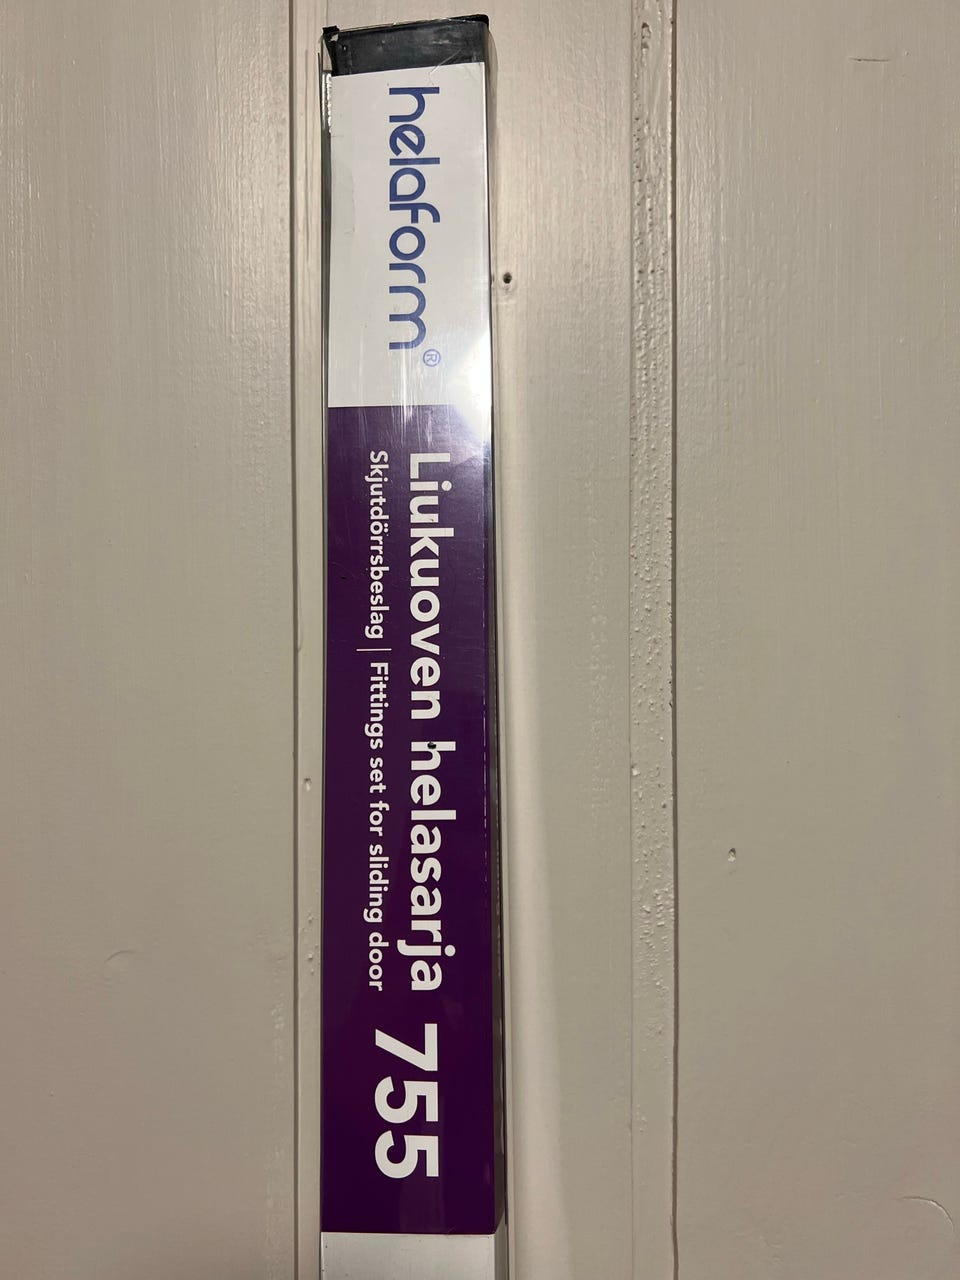 helaform®
Liukuoven helasarja 755
Skjutdörrsbeslag | Fittings set for sliding door